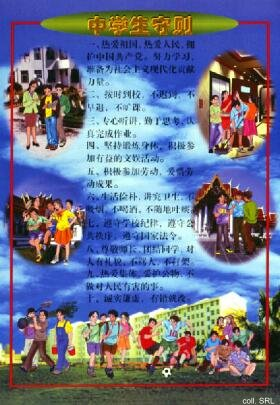 中学生守则
一、热爱祖国，热爱人民，拥
护中国共产党。努力学习，
准备为社会主义现代化贡献
力量。
二、按时到校，不迟到，不
早退，不旷课。
三、专心听讲，勤于思考，认
真完成作业。
四、坚持锻炼身体，积极参
加有益的文娱活动。
五、积极参加劳动，爱惜劳
动成果。
六、生活俭朴，讲究卫生，不
吸烟，不喝酒，不随地吐痰。
七、遵守学校纪律，遵守公
共秩序，遵守国家法令。
八、尊敬师长，团结同学，对
人有礼貌，不骂人，不打架。
九、热爱集体，爱护公物，不
做对人民有害的事。
十、诚实谦虚，有错就改。
coll. SRL